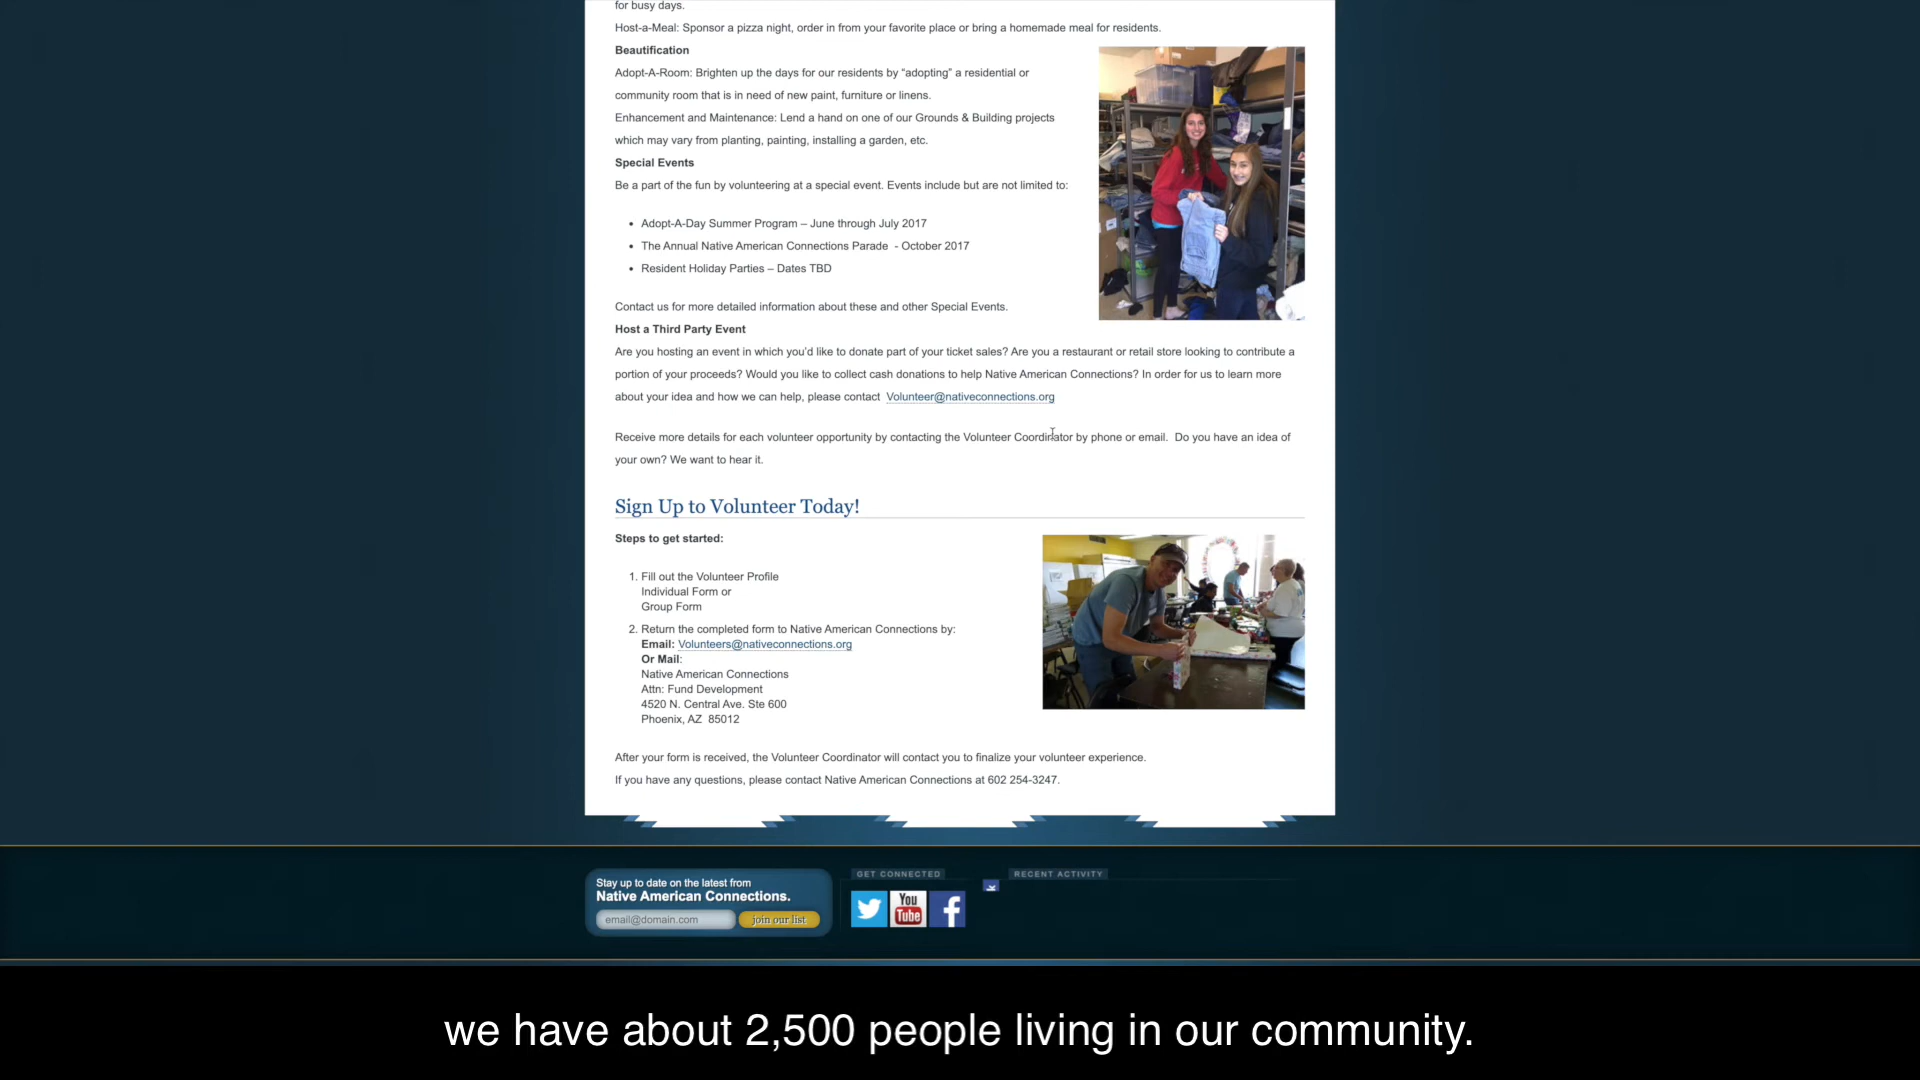 for busy days.
Host-a-Meal: Sponsor a pizza night, order in from your favorite place or bring a homemade meal for residents.
Beautification
Adopt-A-Room: Brighten up the days for our residents by “adopting” a residential or
community room that is in need of new paint, furniture or linens.
Enhancement and Maintenance: Lend a hand on one of our Grounds & Building projects
which may vary from planting, painting, installing a garden, etc.
Special Events
Be a part of the fun by volunteering at a special event. Events include but are not limited to:
• Adopt-A-Day Summer Program – June through July 2017
• The Annual Native American Connections Parade - October 2017
• Resident Holiday Parties – Dates TBD
Contact us for more detailed information about these and other Special Events.
Host a Third Party Event
Are you hosting an event in which you’d like to donate part of your ticket sales? Are you a restaurant or retail store looking to contribute a
portion of your proceeds? Would you like to collect cash donations to help Native American Connections? In order for us to learn more
about your idea and how we can help, please contact Volunteer@nativeconnections.org
Receive more details for each volunteer opportunity by contacting the Volunteer Coordinator by phone or email. Do you have an idea of
your own? We want to hear it.
Sign Up to Volunteer Today!
Steps to get started:
1. Fill out the Volunteer Profile
Individual Form or
Group Form
2. Return the completed form to Native American Connections by:
Email: Volunteers@nativeconnections.org
Or Mail:
Native American Connections
Attn: Fund Development
4520 N. Central Ave. Ste 600
Phoenix, AZ 85012
After your form is received, the Volunteer Coordinator will contact you to finalize your volunteer experience.
If you have any questions, please contact Native American Connections at 602 254-3247.
Stay up to date on the latest from
Native American Connections.
email@domain.com join our list
GET CONNECTED
You
Tube
RECENT ACTIVITY
we have about 2,500 people living in our community.